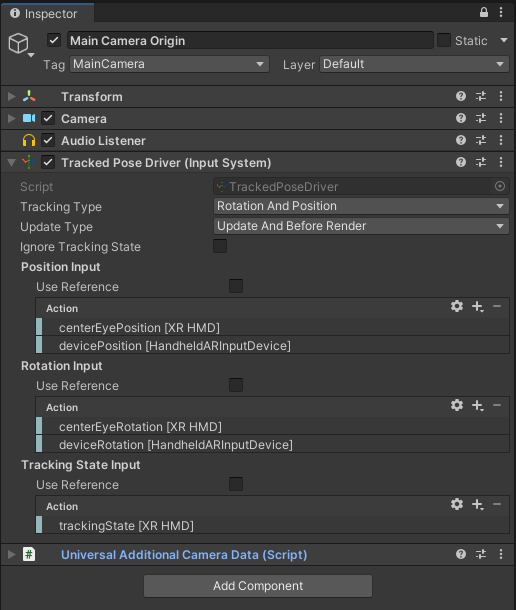 Inspector
Main Camera Origin Static
Tag MainCamera Layer Default
Transform
Camera
Audio Listener
Tracked Pose Driver (Input System)
Script TrackedPoseDriver
Tracking Type Rotation And Position
Update Type Update And Before Render
Ignore Tracking State
Position Input
Use Reference
Action
centerEyePosition [XR HMD]
devicePosition [HandheldARInputDevice]
Rotation Input
Use Reference
Action
centerEyeRotation [XR HMD]
deviceRotation [HandheldARInputDevice]
Tracking State Input
Use Reference
Action
trackingState [XR HMD]
# Universal Additional Camera Data (Script)
Add Component